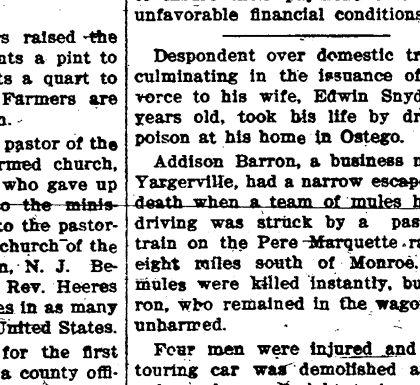 rs raised the
nts a pint to
ts a quart to
Farmers are
n.
pastor of the
rmed church,
who gave up
o the minis-
to the pastor-
church of the
n, N. J. Be-
Rev. Heeres
es in as many
United States.
for the first
a county offi-
unfavorable financial conditions
Despondent over domestic tr
culminating in the issuance of
vorce to his wife, Edwin Snyd
years old, took his life by dr
poison at his home in Ostego.
Addison Barron, a business m
Yargerville, had a narrow escap
death when a team of mules h
driving was struck by a pas
train on the Pere Marquette ra
eight miles south of Monroe.
mules were killed instantly, bu
ron, who remained in the wago
unharmed.
Four men were injured and
touring car was demolished a